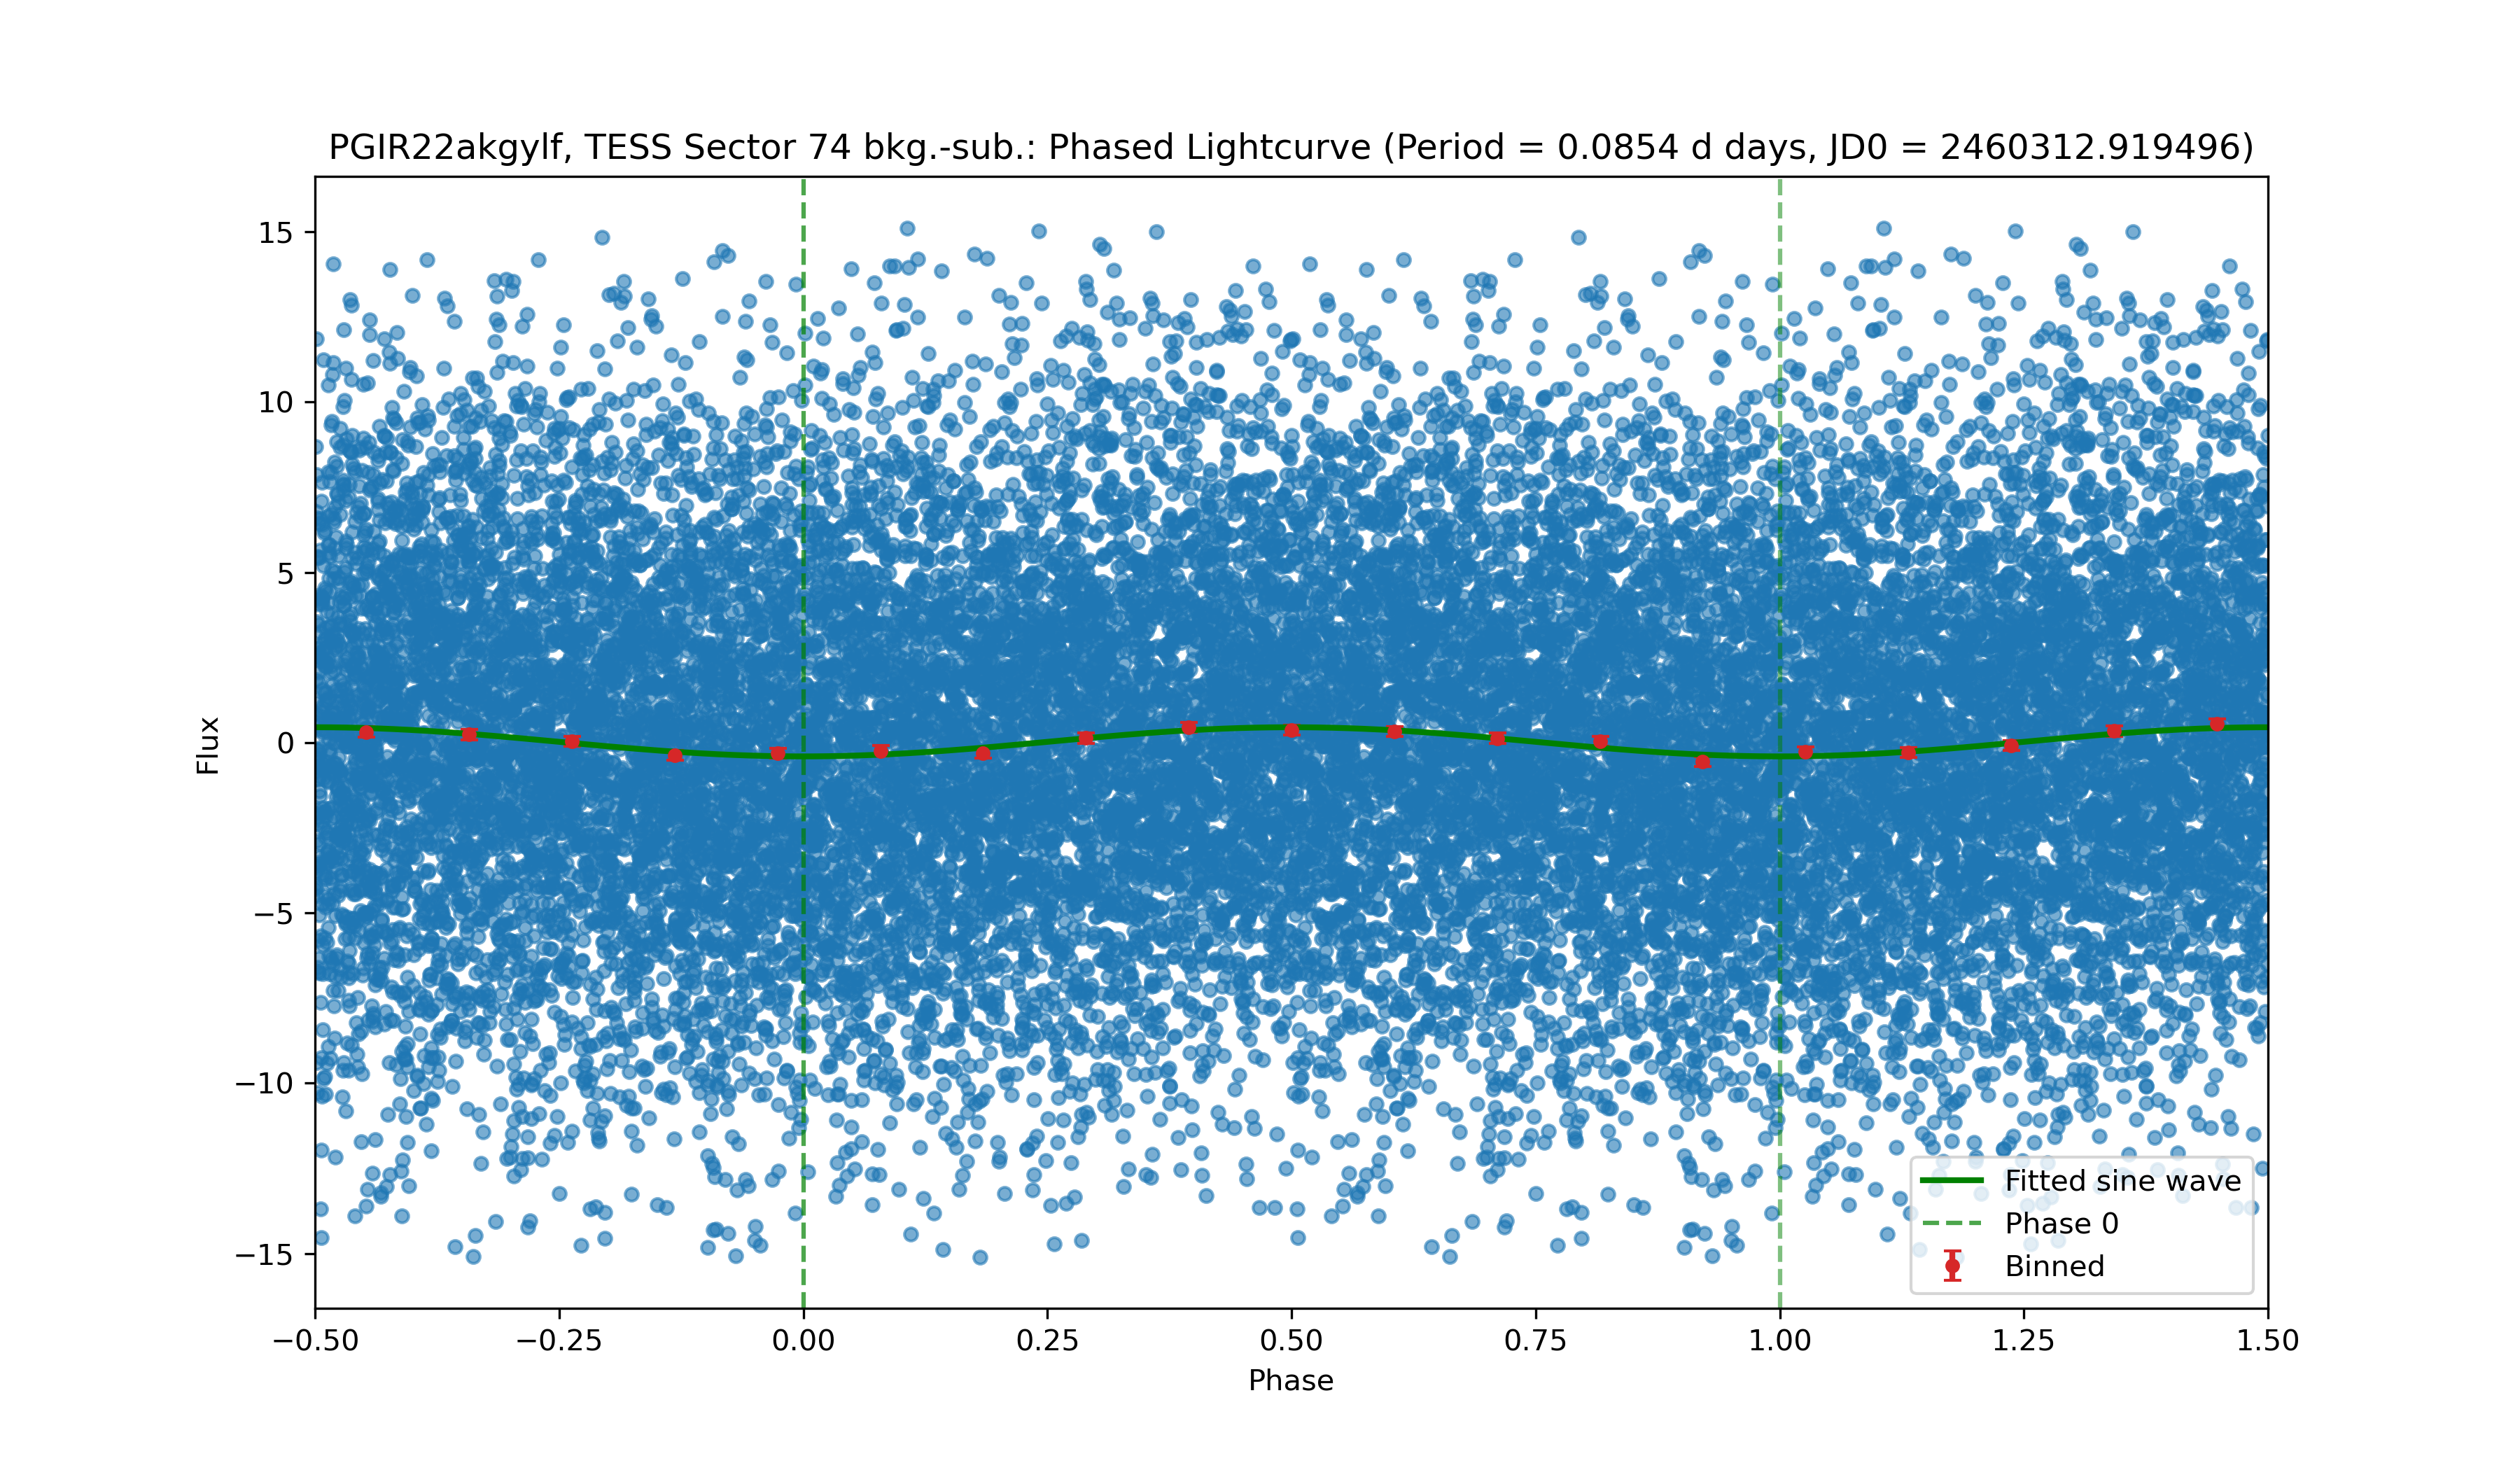 PGIR22akgylf, TESS Sector 74 bkg.-sub.: Phased Lightcurve (Period = 0.0854 d days, JD0 = 2460312.919496)
15
10
5
0
−5
−10
−15
Flux
−0.50 −0.25 0.00 0.25 0.50 0.75 1.00 1.25 1.50
Phase
Fitted sine wave
Phase 0
Binned